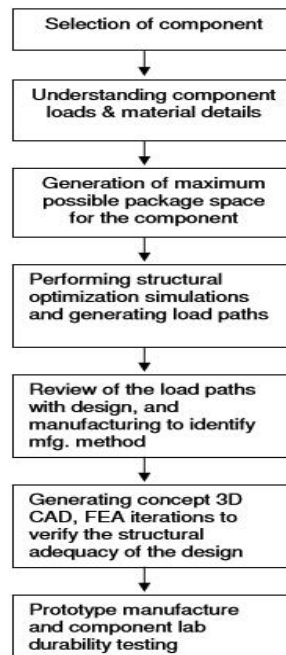 Selection of component
Understanding component
loads & material details
Generation of maximum
possible package space
for the component
Performing structural
optimization simulations
and generating load paths
Review of the load paths
with design, and
manufacturing to identify
mfg. method
Generating concept 3D
CAD, FEA iterations to
verify the structural
adequacy of the design
Prototype manufacture
and component lab
durability testing